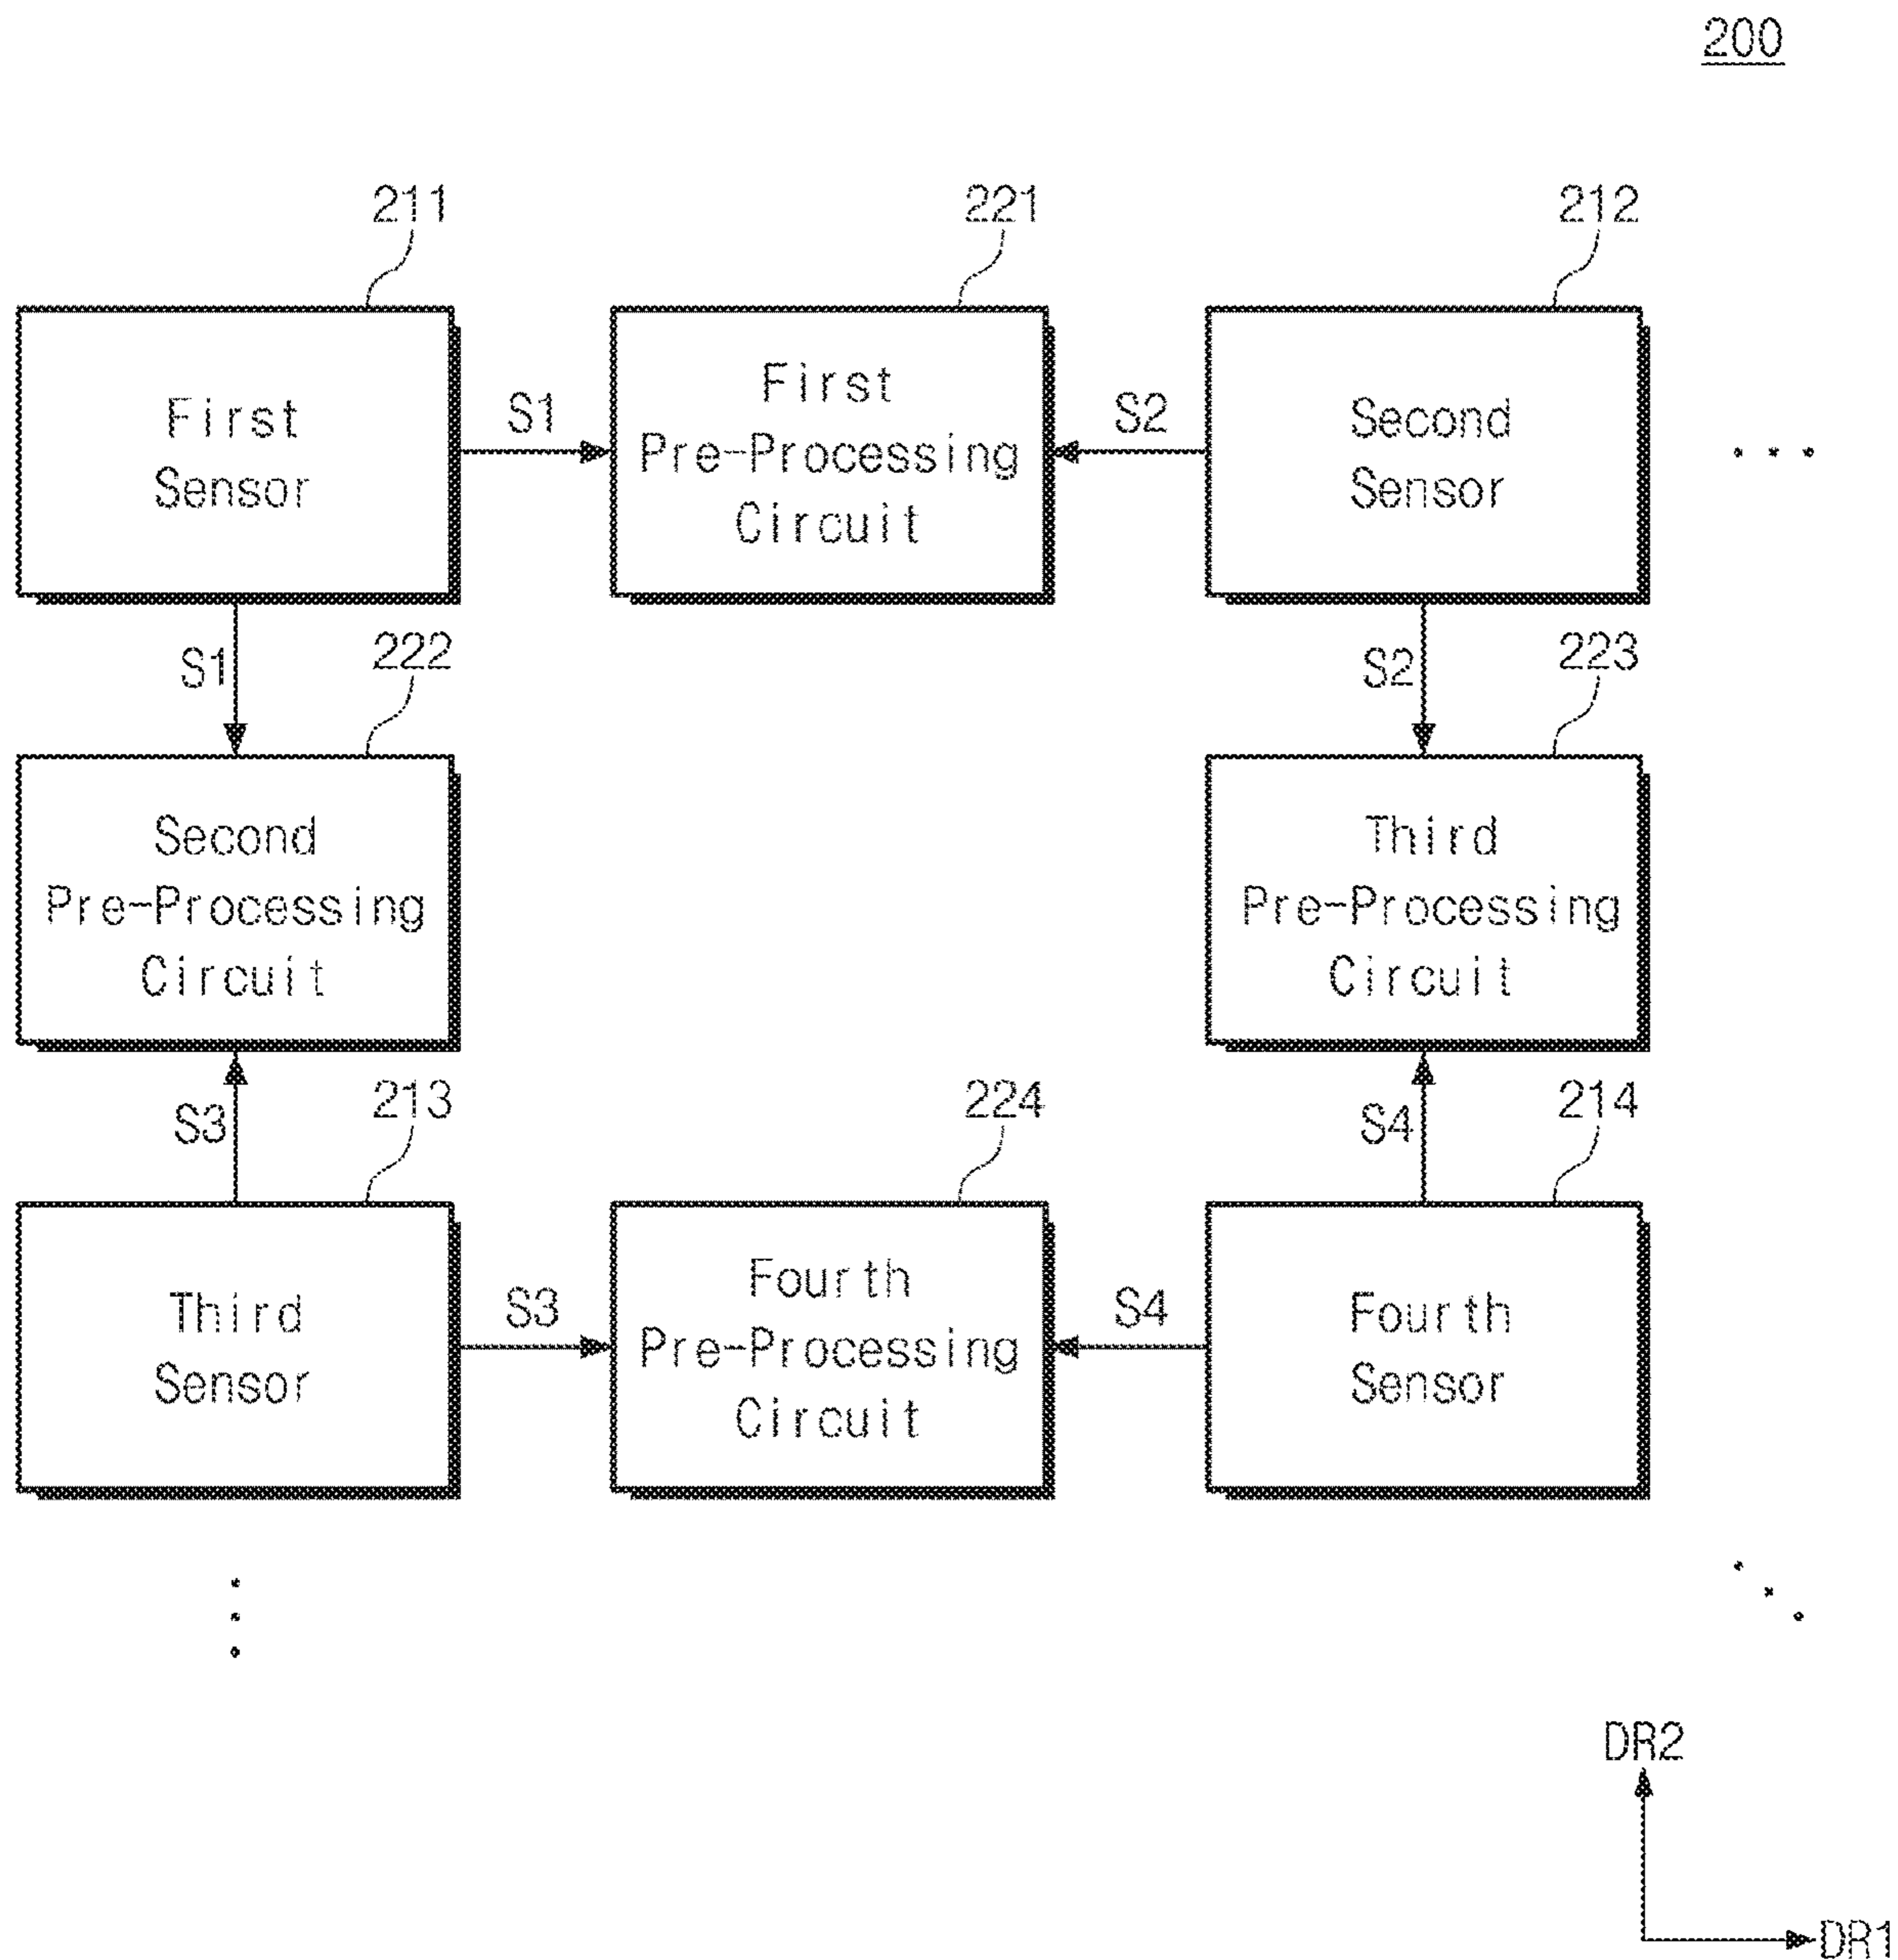 200
211
221
212
First
Sensor
S1
First
Pre-Processing
Circuit
S2
Second
Sensor
S1
222
S2
223
Second
Pre-Processing
Circuit
Third
Pre-Processing
Circuit
S3
213
224
S4
214
Third
Sensor
S3
Fourth
Pre-Processing
Circuit
S4
Fourth
Sensor
DR2
DR1